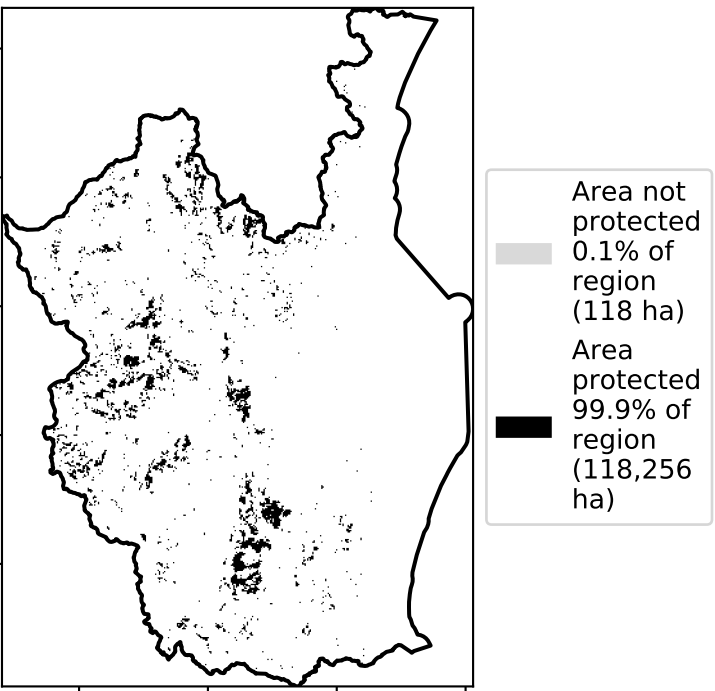 Area not
protected
0.1% of
region
(118 ha)
Area
protected
99.9% of
region
(118,256
ha)